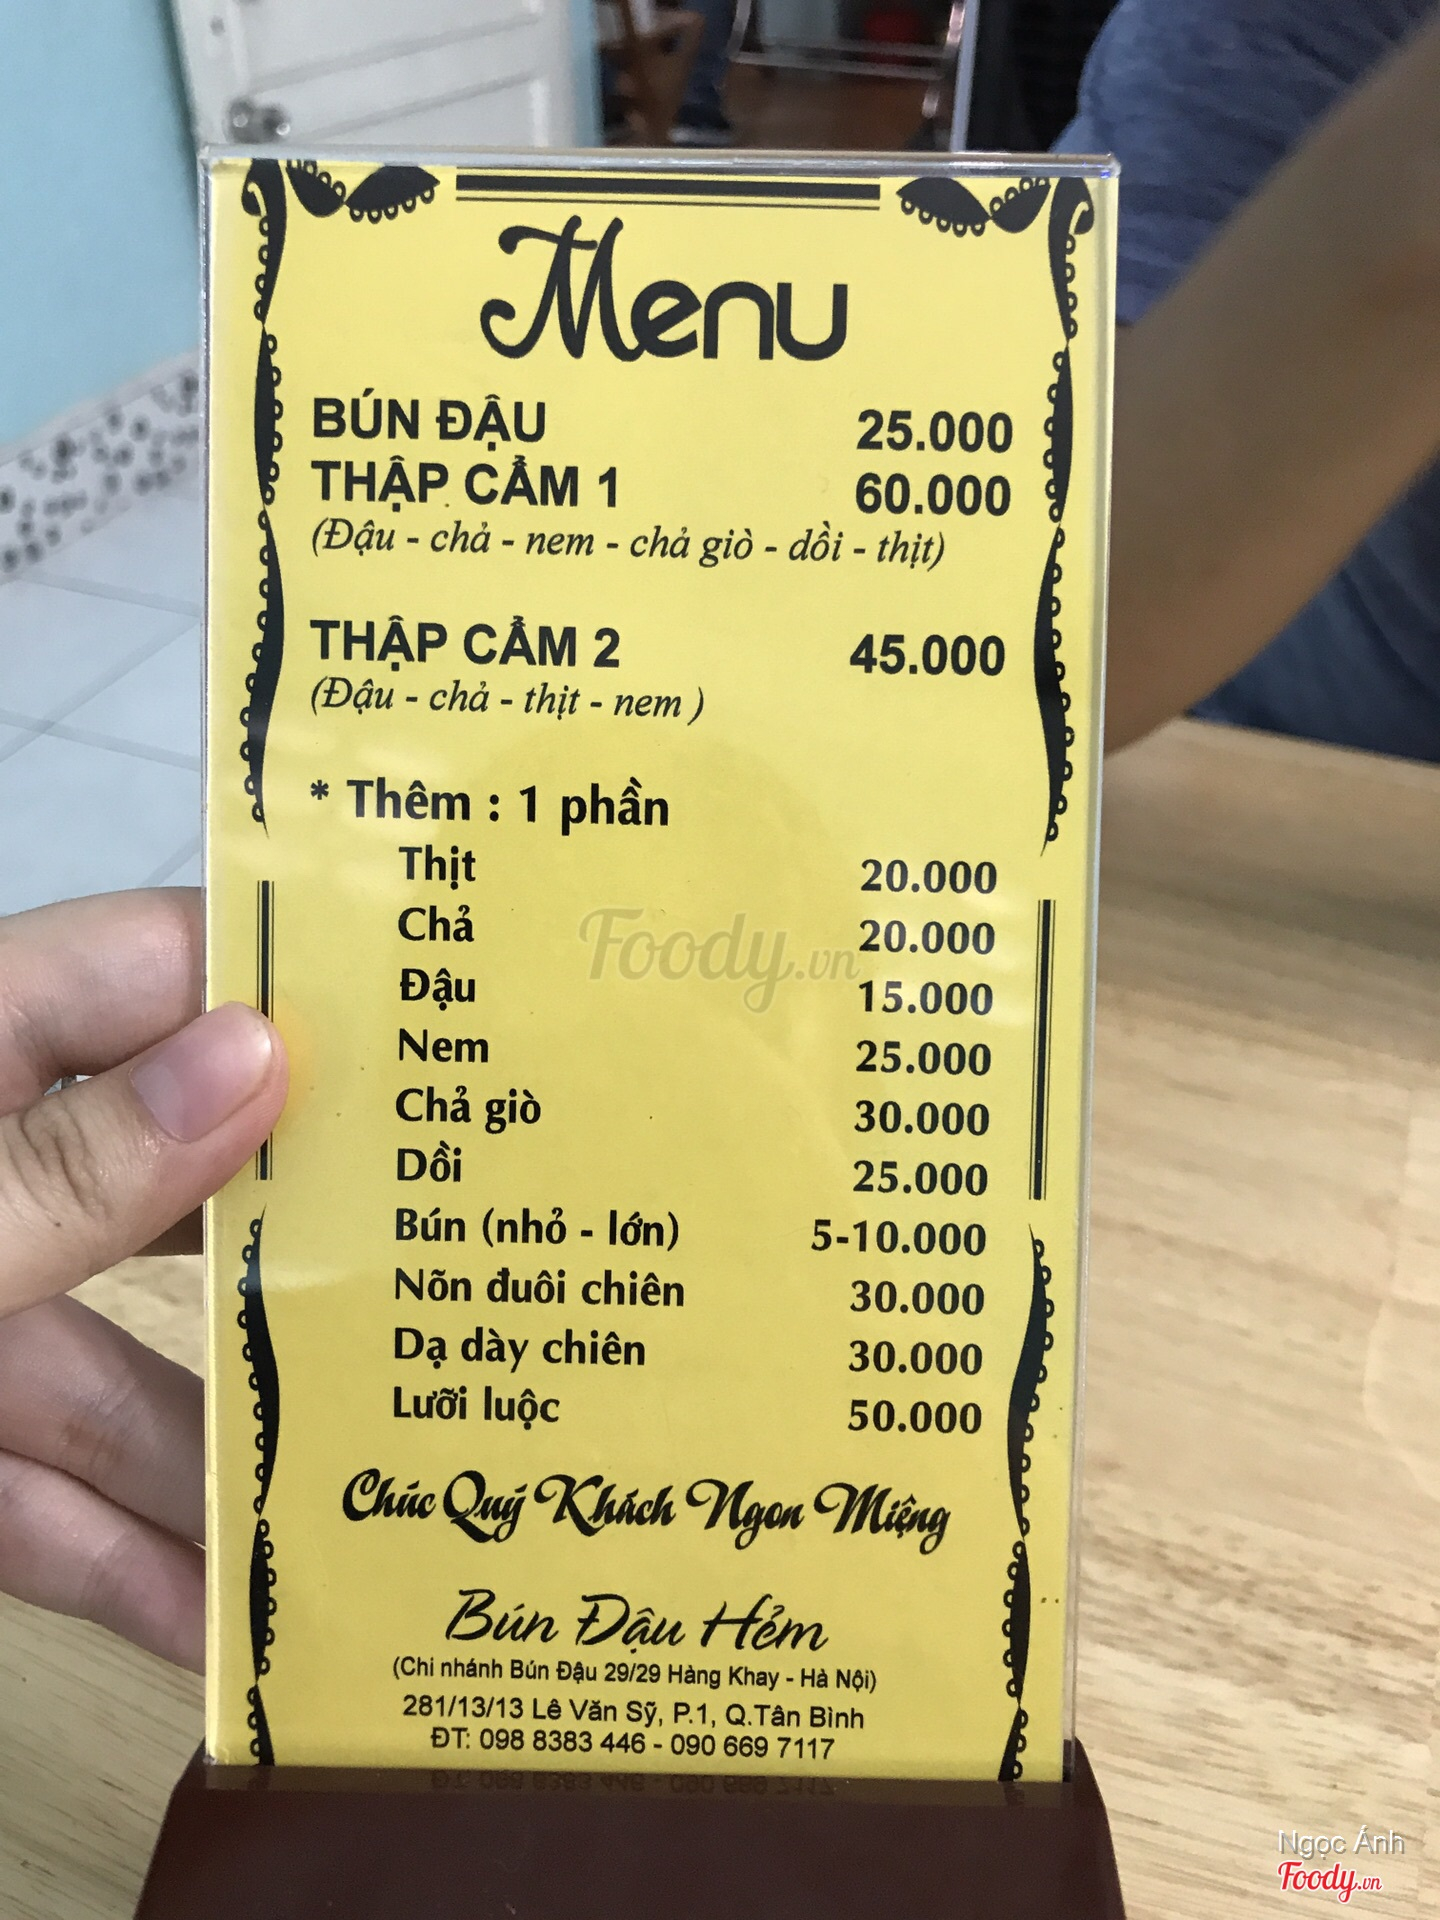 Menu
BÚN ĐẬU 25.000
THẬP CẨM 1 60.000
(Đậu - chả - nem - chả giò - dồi - thịt)
THẬP CẨM 2 45.000
(Đậu - chả - thịt - nem )
* Thêm : 1 phần
Thịt 20.000
Chả 20.000
Đậu 15.000
Nem 25.000
Chả giò 30.000
Dồi 25.000
Bún (nhỏ - lớn) 5-10.000
Nõn đuôi chiên 30.000
Dạ dày chiên 30.000
Lưỡi luộc 50.000
Chúc Quý Khách Ngon Miệng
Bún Đậu Hẻm
(Chi nhánh Bún Đậu 29/29 Hàng Khay - Hà Nội)
281/13/13 Lê Văn Sỹ, P.1, Q.Tân Bình
ĐT: 098 8383 446 - 090 669 7117
Foody.vn
Ngọc Ánh
Foody.vn